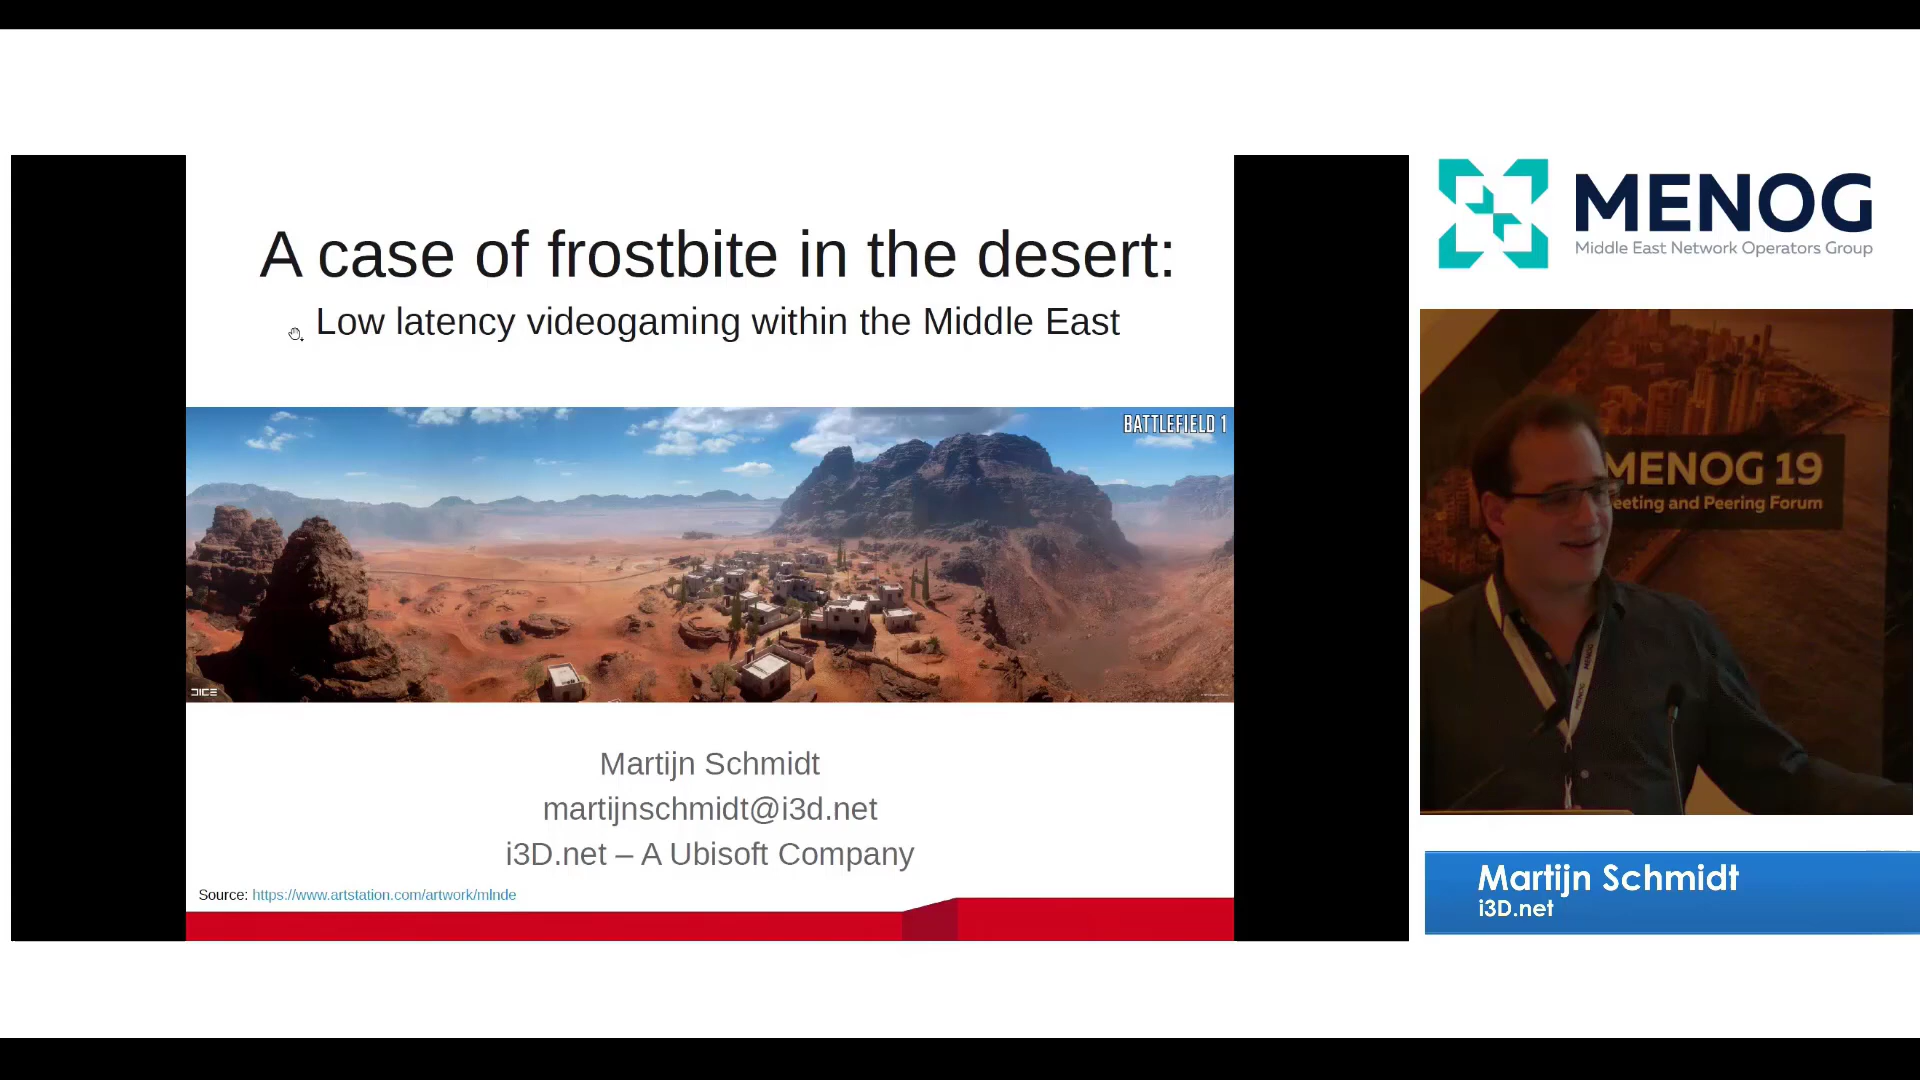 A case of frostbite in the desert:
Low latency videogaming within the Middle East
BATTLEFIELD 1
DICE
Martijn Schmidt
martijnschmidt@i3d.net
i3D.net – A Ubisoft Company
Source: https://www.artstation.com/artwork/mlnde
MENOG
Middle East Network Operators Group
MENOG 19
eeting and Peering Forum
MENOG
MENOG
Martijn Schmidt
i3D.net